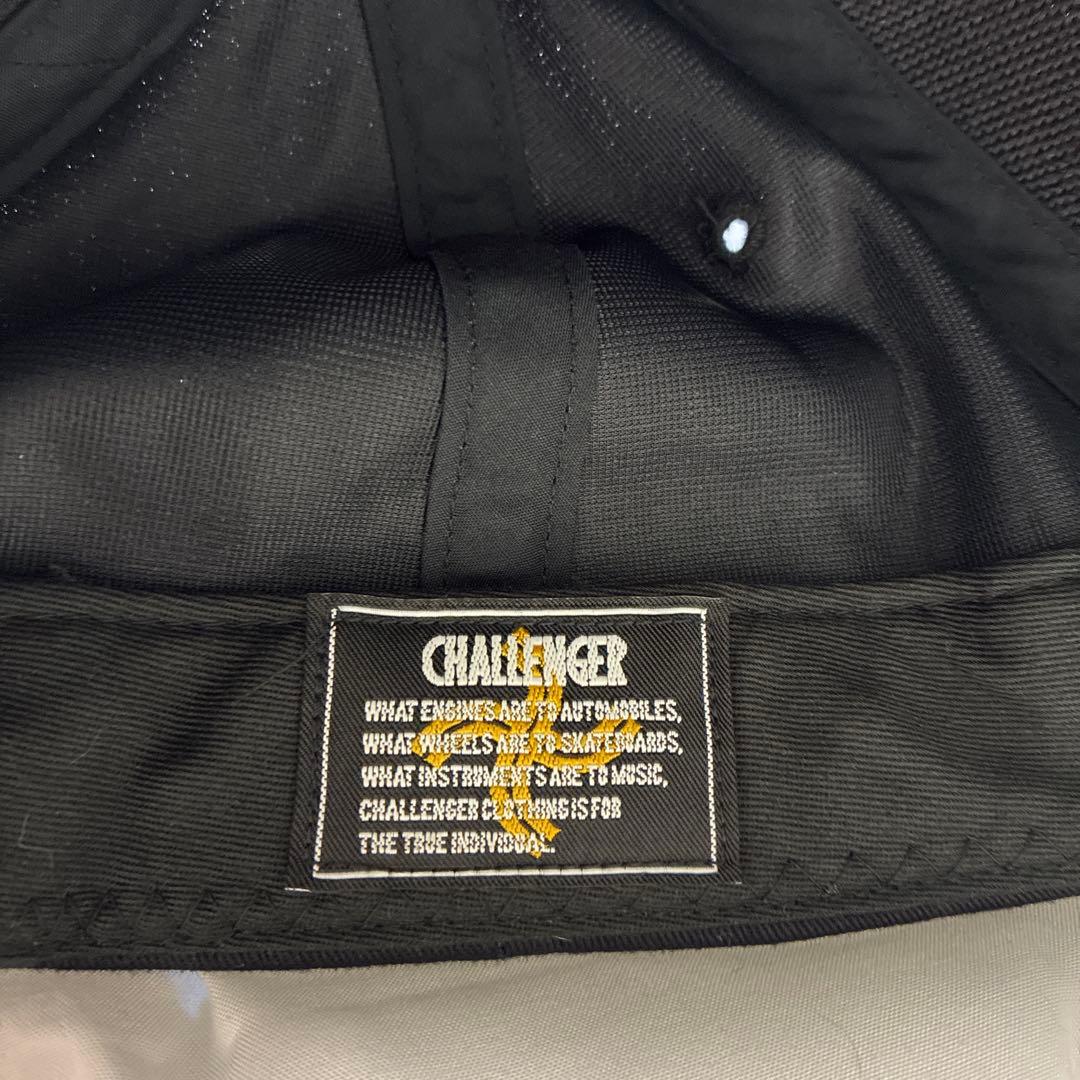 CHALLENGER
WHAT ENGINES ARE TO AUTOMOBILES,
WHAT WHEELS ARE TO SKATEBOARDS,
WHAT INSTRUMENTS ARE TO MUSIC,
CHALLENGER CLOTHING IS FOR
THE TRUE INDIVIDUAL.